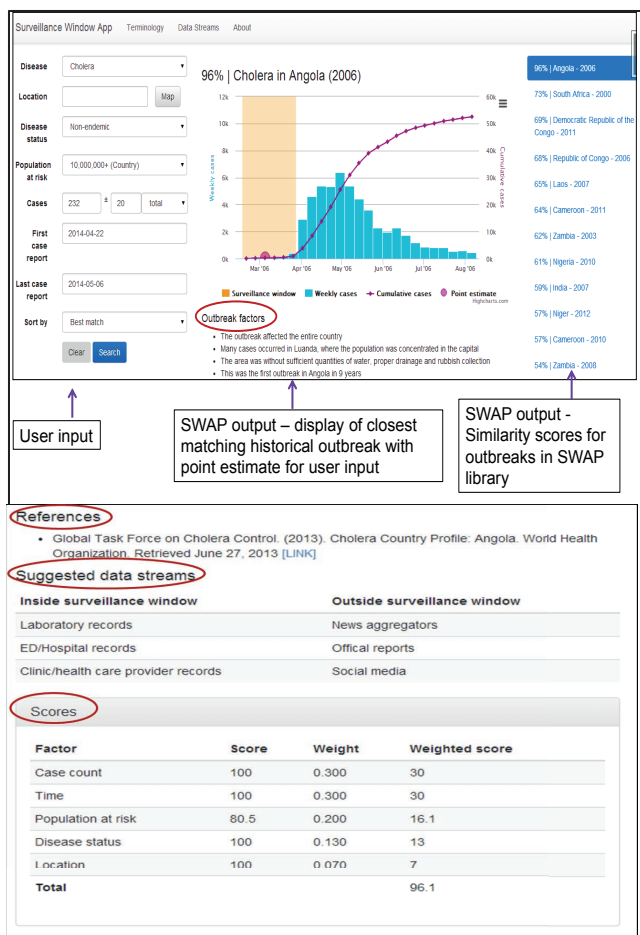 Surveillance Window App Terminology Data Streams About
Disease Cholera
Location Map
Disease status Non-endemic
Population at risk 10,000,000+ (Country)
Cases 232 ± 20 total
First case report 2014-04-22
Last case report 2014-05-06
Sort by Best match
Clear Search
96% | Cholera in Angola (2006)
12k
10k
8k
6k
4k
2k
0k
Weekly cases
60k
50k
40k
30k
20k
10k
0k
Cumulative cases
Mar '06 Apr '06 May '06 Jun '06 Jul '06 Aug '06
Surveillance window Weekly cases Cumulative cases Point estimate
Highcharts.com
Outbreak factors
• The outbreak affected the entire country
• Many cases occurred in Luanda, where the population was concentrated in the capital
• The area was without sufficient quantities of water, proper drainage and rubbish collection
• This was the first outbreak in Angola in 9 years
96% | Angola - 2006
73% | South Africa - 2000
69% | Democratic Republic of the
Congo - 2011
68% | Republic of Congo - 2006
65% | Laos - 2007
64% | Cameroon - 2011
62% | Zambia - 2003
61% | Nigeria - 2010
59% | India - 2007
57% | Niger - 2012
57% | Cameroon - 2010
54% | Zambia - 2008
User input
SWAP output – display of closest
matching historical outbreak with
point estimate for user input
SWAP output -
Similarity scores for
outbreaks in SWAP
library
References
• Global Task Force on Cholera Control. (2013). Cholera Country Profile: Angola. World Health
Organization. Retrieved June 27, 2013 [LINK]
Suggested data streams
Inside surveillance window Outside surveillance window
Laboratory records News aggregators
ED/Hospital records Offical reports
Clinic/health care provider records Social media
Scores
Factor Score Weight Weighted score
Case count 100 0.300 30
Time 100 0.300 30
Population at risk 80.5 0.200 16.1
Disease status 100 0.130 13
Location 100 0.070 7
Total 96.1